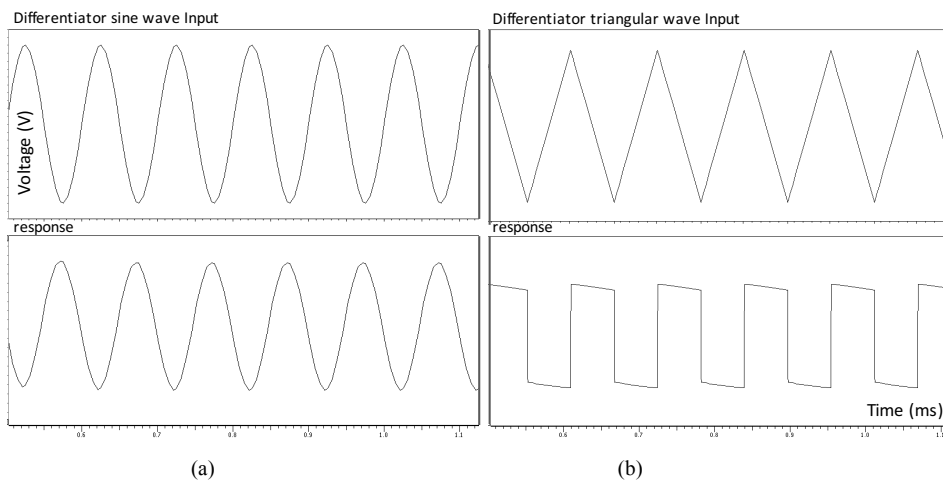 Differentiator sine wave Input
Differentiator triangular wave Input
Voltage (V)
response
response
Time (ms)
0.6 0.7 0.8 0.9 1.0 1.1
0.6 0.7 0.8 0.9 1.0 1.1
(a)
(b)